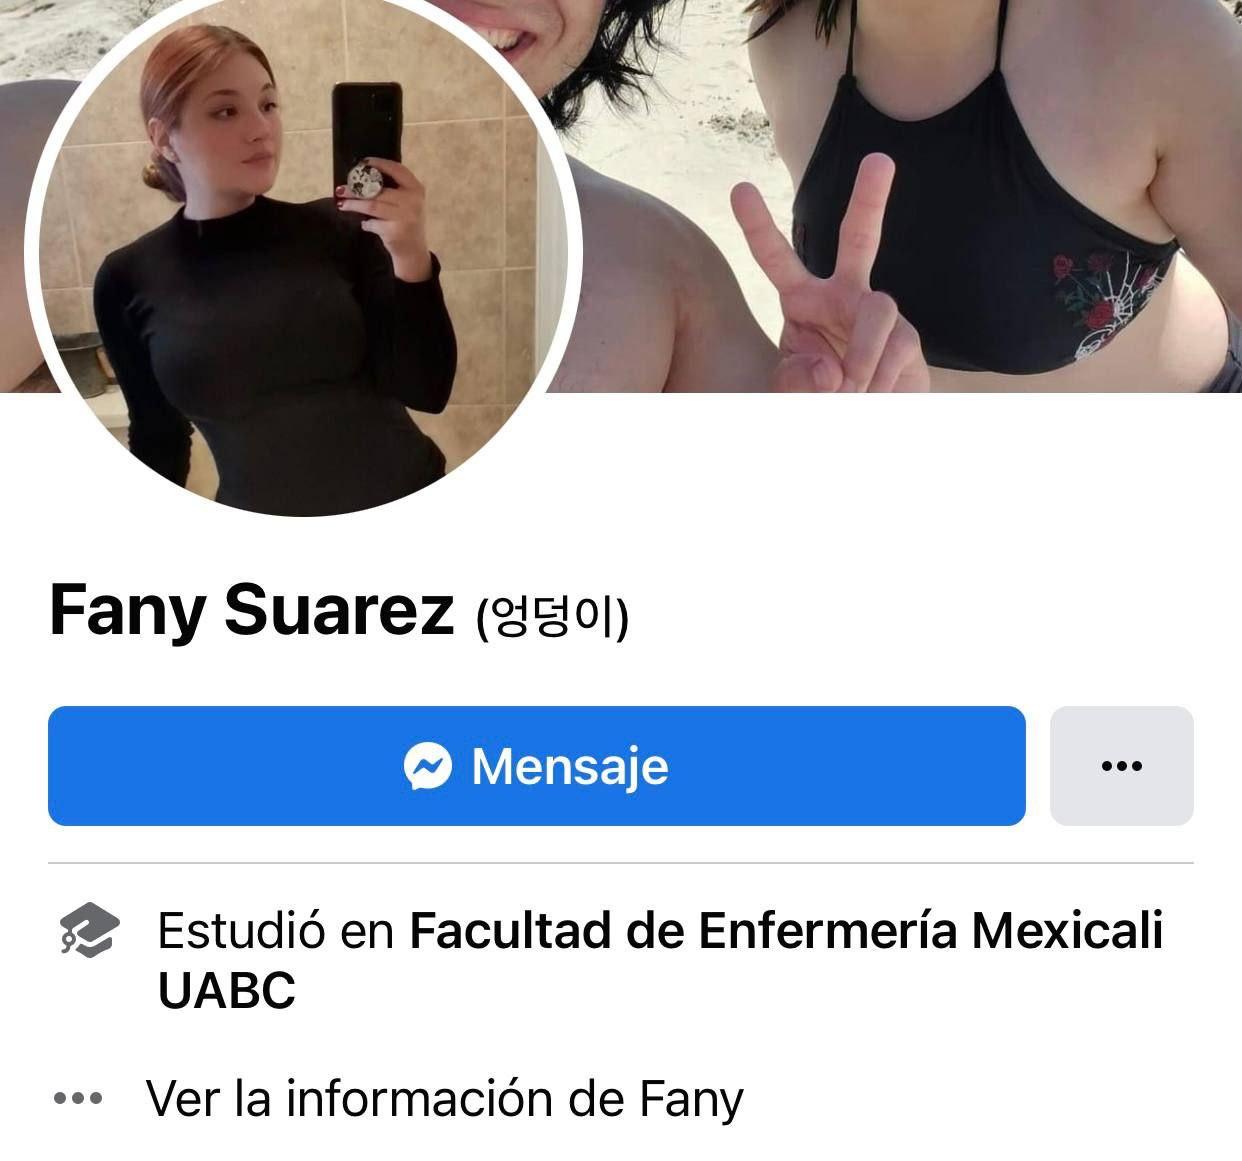 Fany Suarez (엉덩이)
Mensaje
Estudió en Facultad de Enfermería Mexicali
UABC
Ver la información de Fany